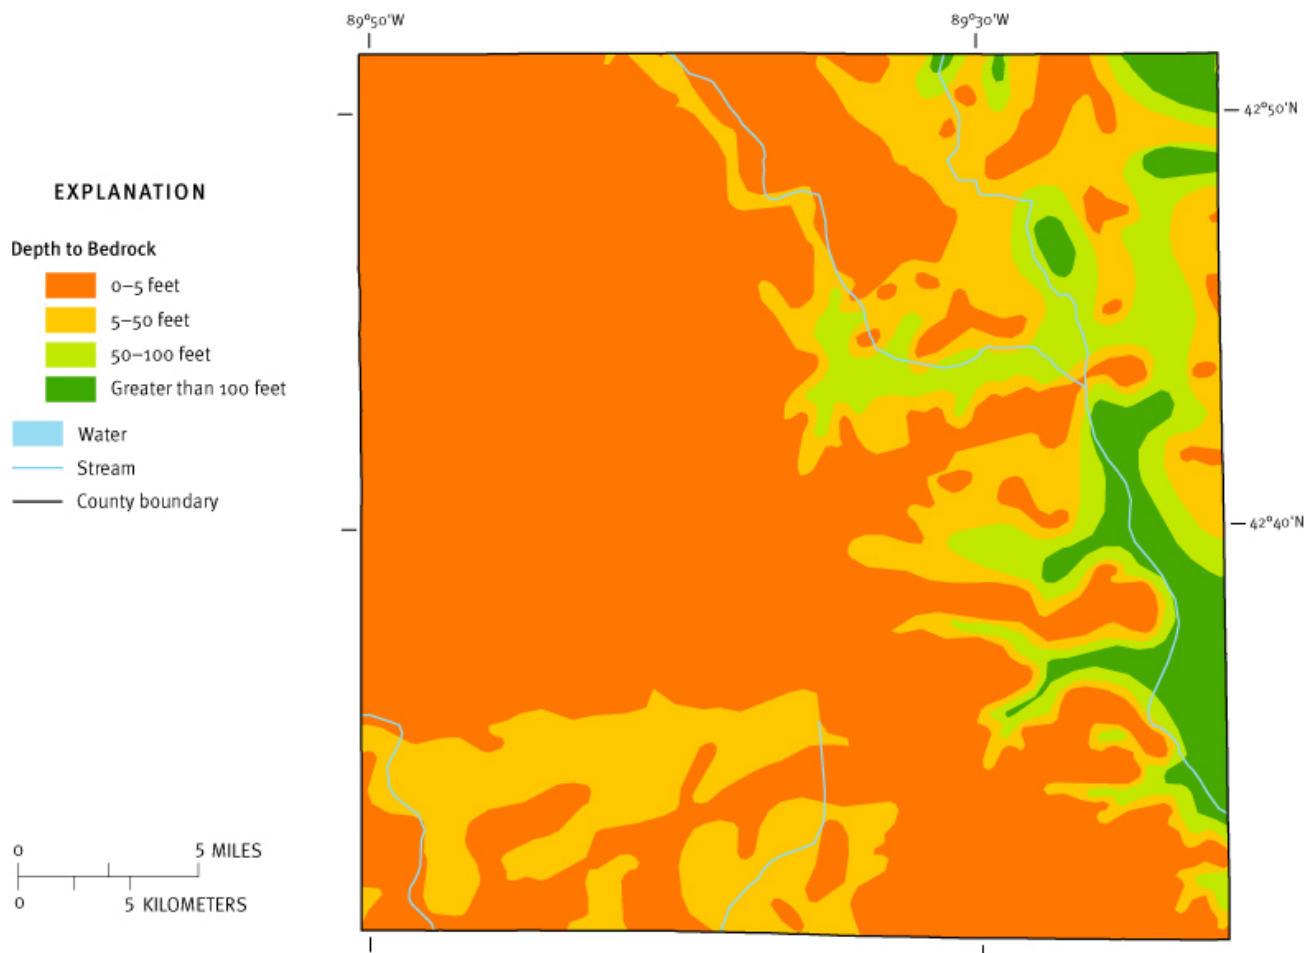 89°50'W
89°30'W
42°50'N
EXPLANATION
Depth to Bedrock
0–5 feet
5–50 feet
50–100 feet
Greater than 100 feet
Water
Stream
County boundary
42°40'N
0 5 MILES
0 5 KILOMETERS